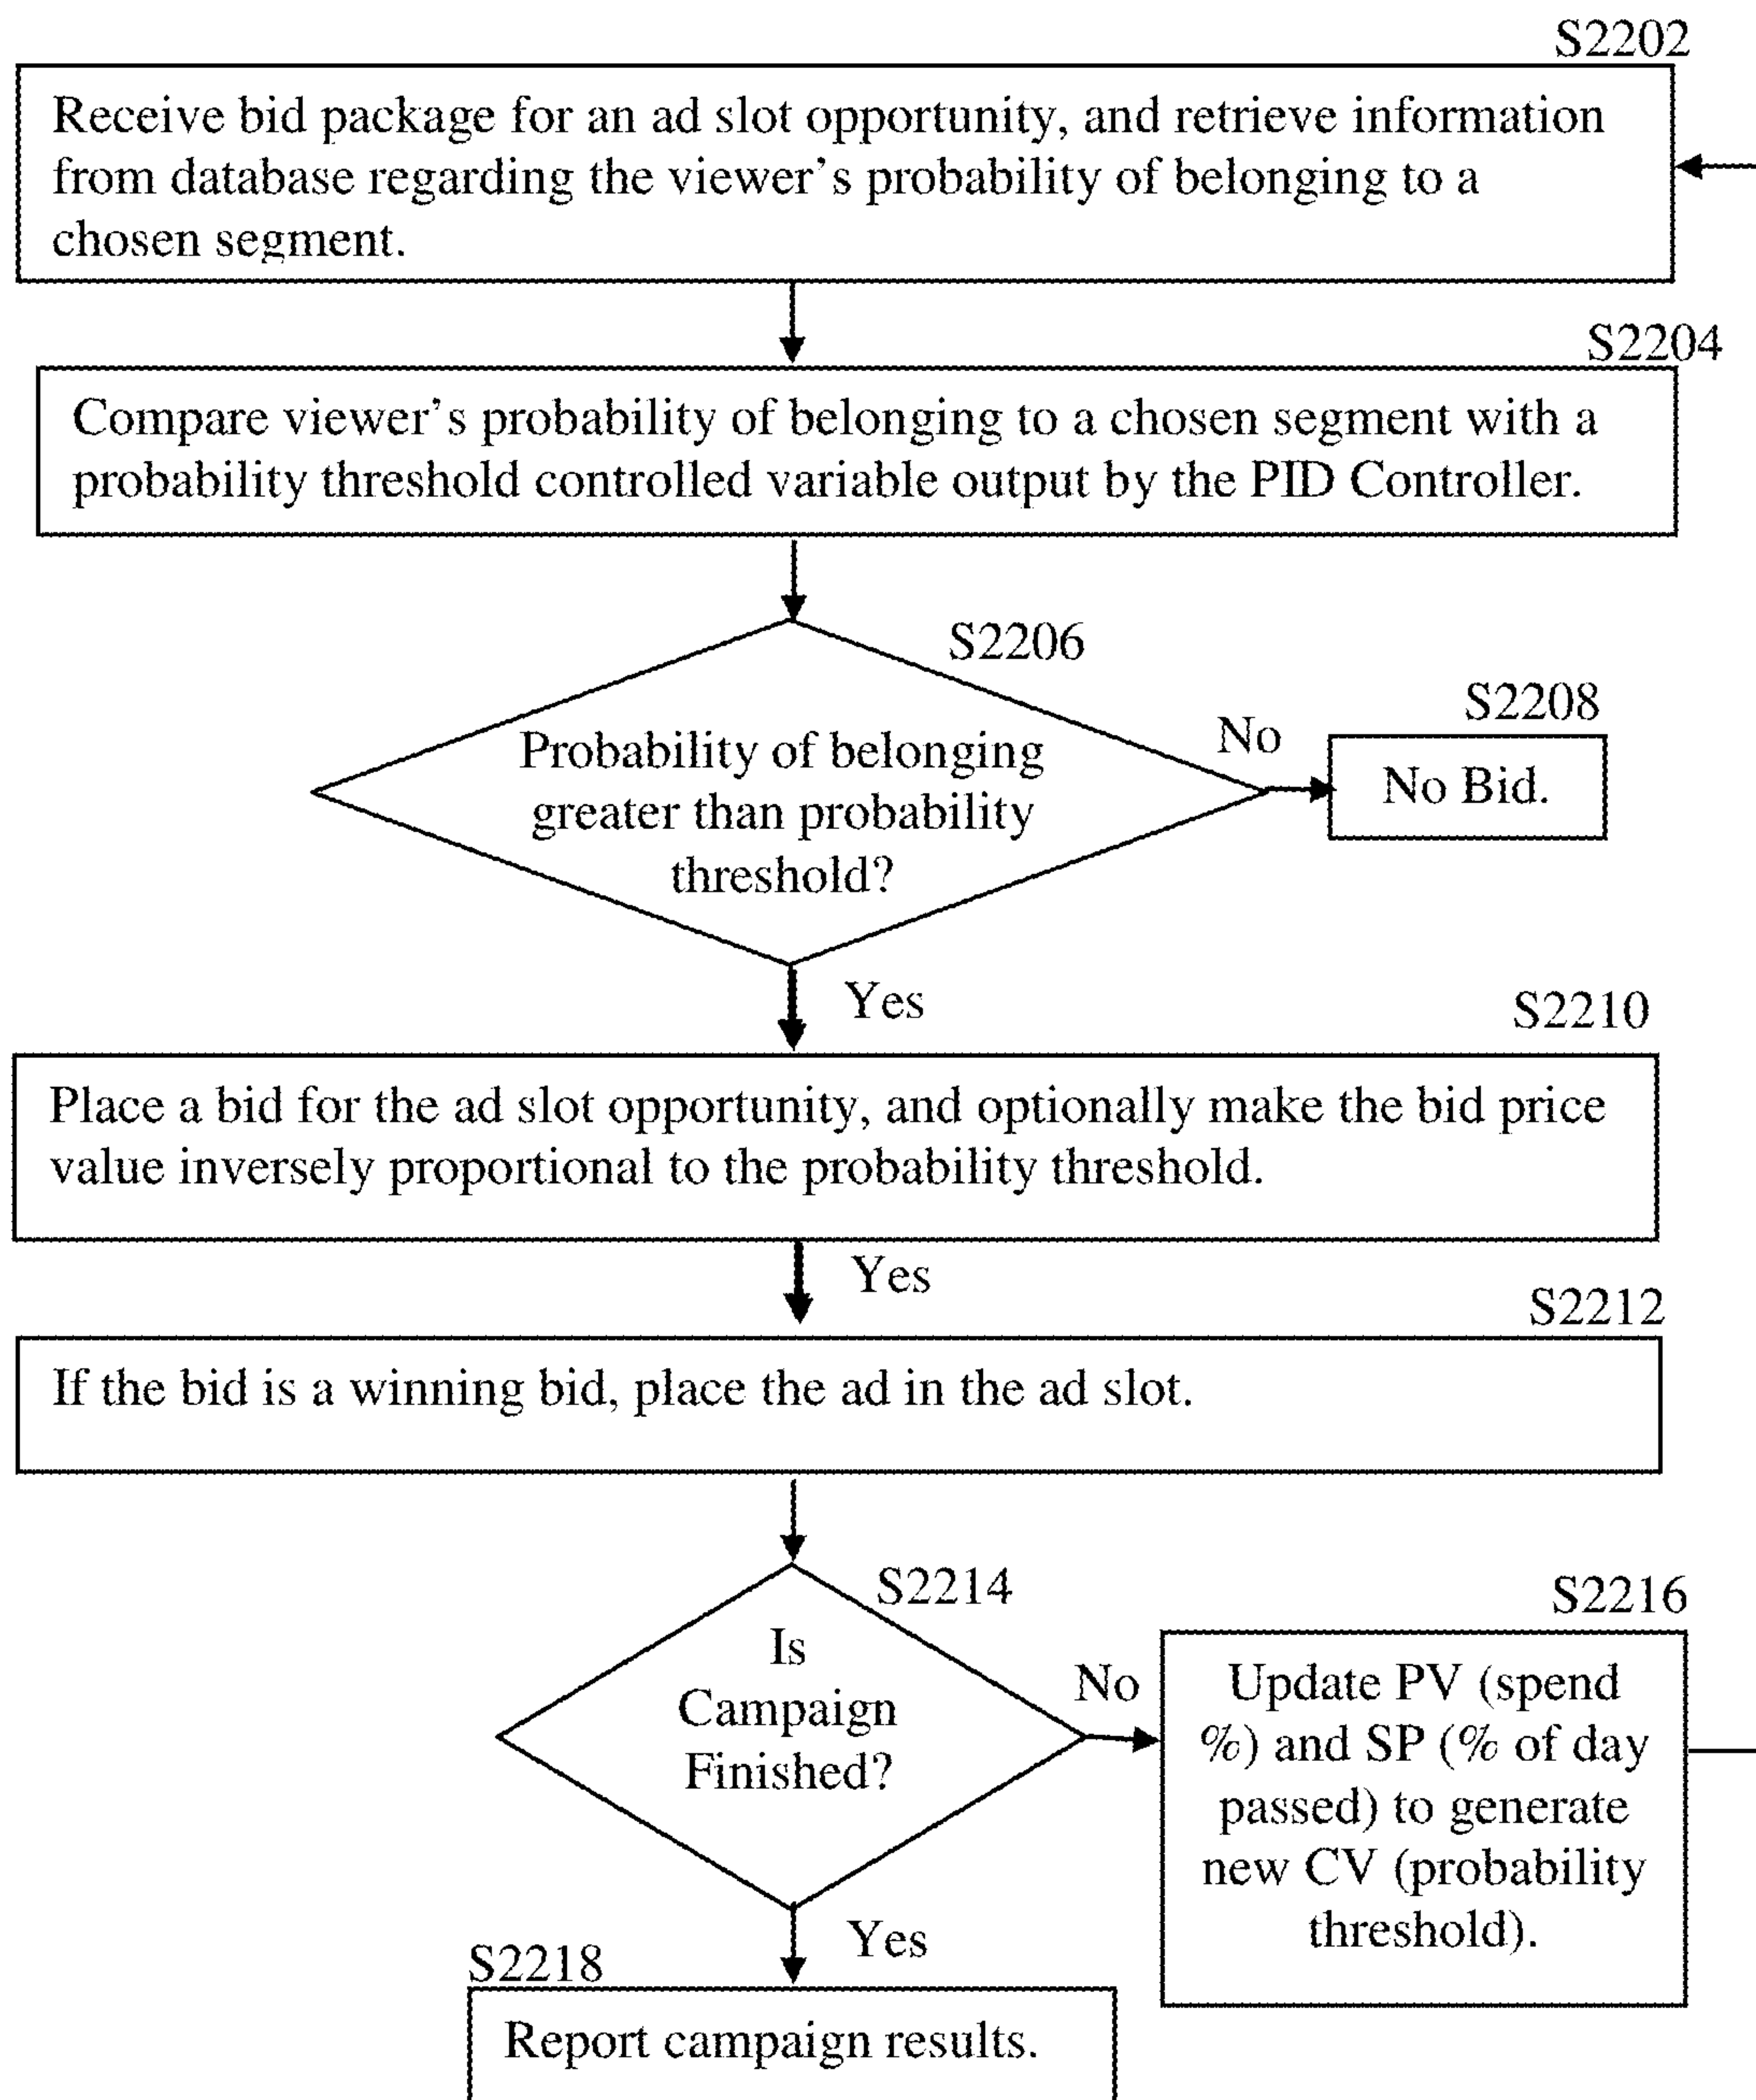 S2202
Receive bid package for an ad slot opportunity, and retrieve information
from database regarding the viewer's probability of belonging to a
chosen segment.
S2204
Compare viewer's probability of belonging to a chosen segment with a
probability threshold controlled variable output by the PID Controller.
S2206
Probability of belonging
greater than probability
threshold?
No
S2208
No Bid.
Yes
S2210
Place a bid for the ad slot opportunity, and optionally make the bid price
value inversely proportional to the probability threshold.
Yes
S2212
If the bid is a winning bid, place the ad in the ad slot.
S2214
Is
Campaign
Finished?
No
S2216
Update PV (spend
%) and SP (% of day
passed) to generate
new CV (probability
threshold).
Yes
S2218
Report campaign results.